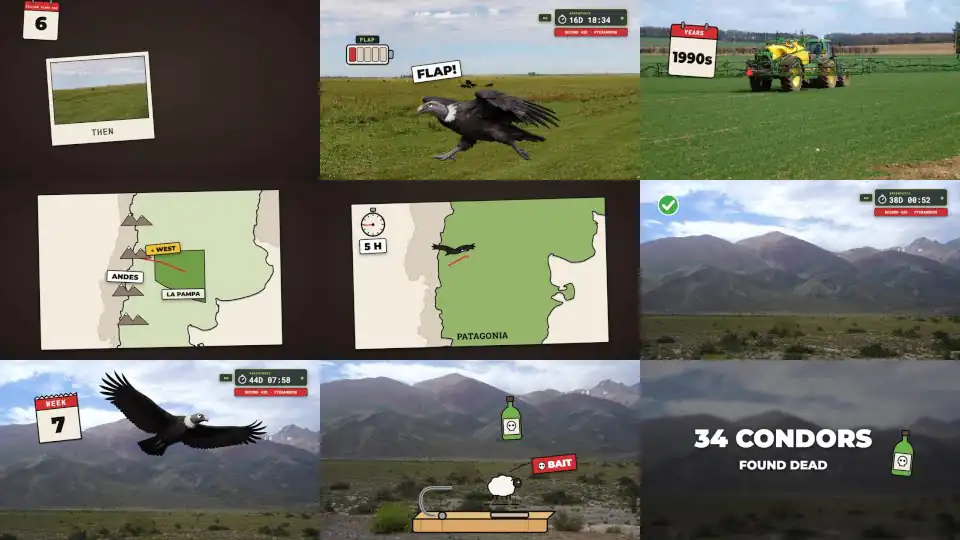 6
THEN
FLAP
FLAP!
16D 18:34
YEARS
1990s
WEST
ANDES
LA PAMPA
5 H
PATAGONIA
38D 00:52
WEEK
7
44D 07:58
BAIT
34 CONDORS
FOUND DEAD